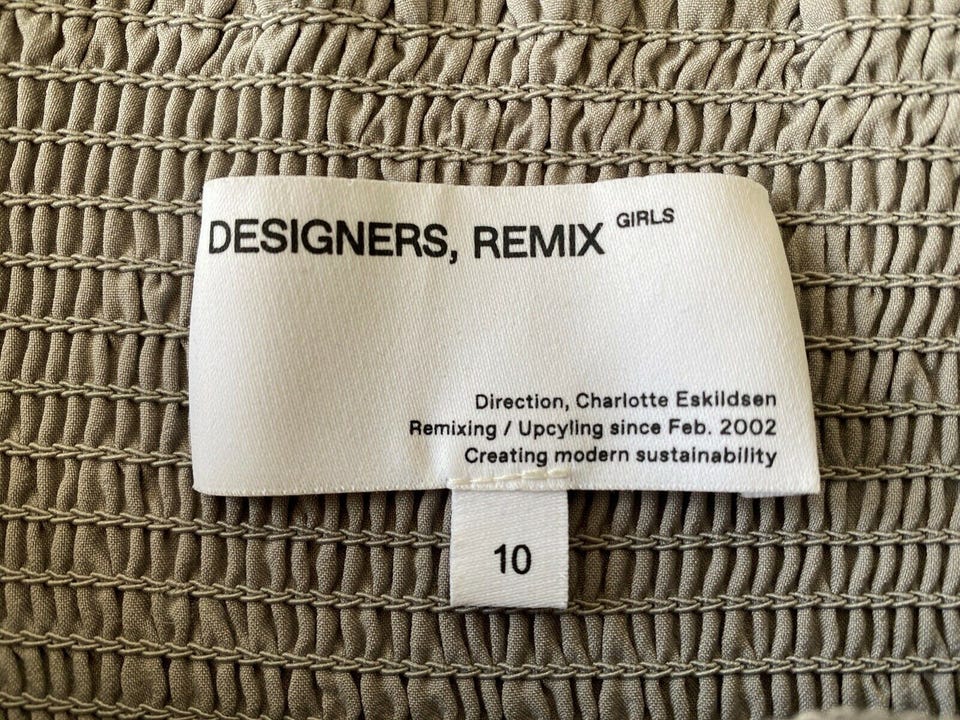 DESIGNERS, REMIX GIRLS
Direction, Charlotte Eskildsen
Remixing / Upcyling since Feb. 2002
Creating modern sustainability
10